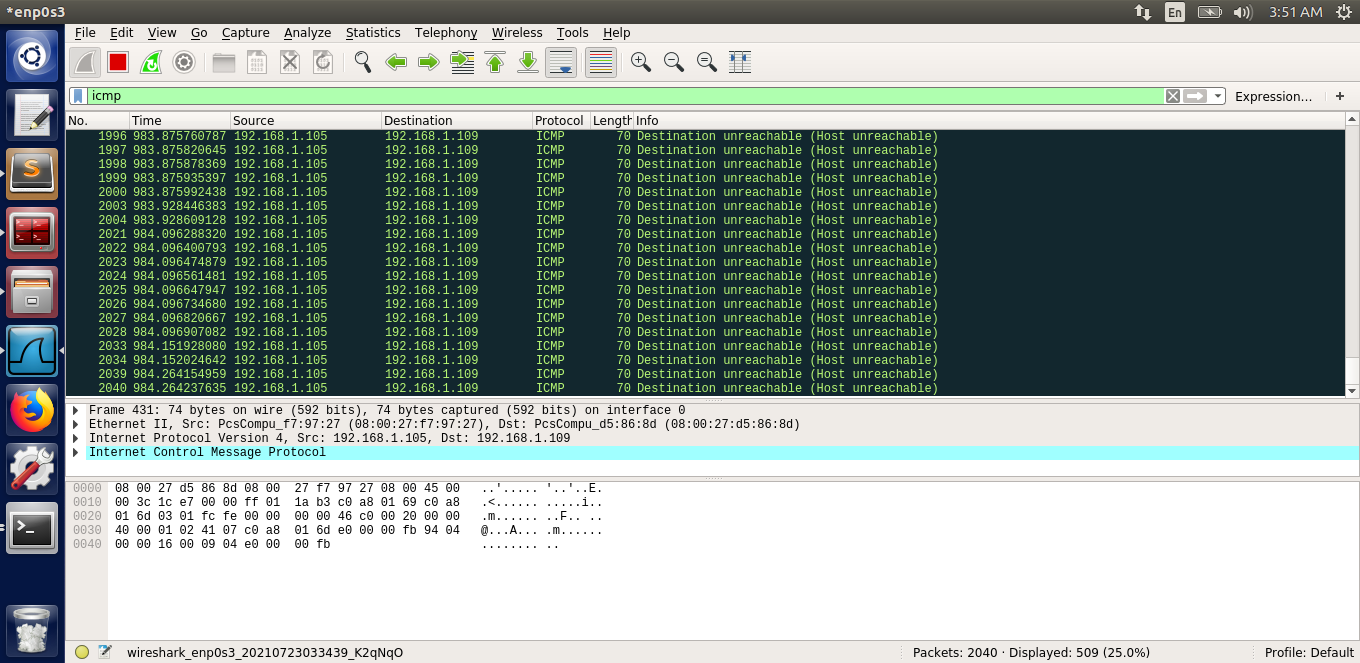 *enp0s3 En 3:51 AM
File Edit View Go Capture Analyze Statistics Telephony Wireless Tools Help
icmp Expression… +
No. Time Source Destination Protocol Length Info
1996 983.875760787 192.168.1.105 192.168.1.109 ICMP 70 Destination unreachable (Host unreachable)
1997 983.875820645 192.168.1.105 192.168.1.109 ICMP 70 Destination unreachable (Host unreachable)
1998 983.875878369 192.168.1.105 192.168.1.109 ICMP 70 Destination unreachable (Host unreachable)
1999 983.875935397 192.168.1.105 192.168.1.109 ICMP 70 Destination unreachable (Host unreachable)
2000 983.875992438 192.168.1.105 192.168.1.109 ICMP 70 Destination unreachable (Host unreachable)
2003 983.928446383 192.168.1.105 192.168.1.109 ICMP 70 Destination unreachable (Host unreachable)
2004 983.928609128 192.168.1.105 192.168.1.109 ICMP 70 Destination unreachable (Host unreachable)
2021 984.096288320 192.168.1.105 192.168.1.109 ICMP 70 Destination unreachable (Host unreachable)
2022 984.096400793 192.168.1.105 192.168.1.109 ICMP 70 Destination unreachable (Host unreachable)
2023 984.096474879 192.168.1.105 192.168.1.109 ICMP 70 Destination unreachable (Host unreachable)
2024 984.096561481 192.168.1.105 192.168.1.109 ICMP 70 Destination unreachable (Host unreachable)
2025 984.096647947 192.168.1.105 192.168.1.109 ICMP 70 Destination unreachable (Host unreachable)
2026 984.096734680 192.168.1.105 192.168.1.109 ICMP 70 Destination unreachable (Host unreachable)
2027 984.096820667 192.168.1.105 192.168.1.109 ICMP 70 Destination unreachable (Host unreachable)
2028 984.096907082 192.168.1.105 192.168.1.109 ICMP 70 Destination unreachable (Host unreachable)
2033 984.151928080 192.168.1.105 192.168.1.109 ICMP 70 Destination unreachable (Host unreachable)
2034 984.152024642 192.168.1.105 192.168.1.109 ICMP 70 Destination unreachable (Host unreachable)
2039 984.264154959 192.168.1.105 192.168.1.109 ICMP 70 Destination unreachable (Host unreachable)
2040 984.264237635 192.168.1.105 192.168.1.109 ICMP 70 Destination unreachable (Host unreachable)
Frame 431: 74 bytes on wire (592 bits), 74 bytes captured (592 bits) on interface 0
Ethernet II, Src: PcsCompu_f7:97:27 (08:00:27:f7:97:27), Dst: PcsCompu_d5:86:8d (08:00:27:d5:86:8d)
Internet Protocol Version 4, Src: 192.168.1.105, Dst: 192.168.1.109
Internet Control Message Protocol
0000 08 00 27 d5 86 8d 08 00 27 f7 97 27 08 00 45 00 ..'..... '..'..E.
0010 00 3c 1c e7 00 00 ff 01 1a b3 c0 a8 01 69 c0 a8 .<...... .....i..
0020 01 6d 03 01 fc fe 00 00 00 00 46 c0 00 20 00 00 .m...... ..F.. ..
0030 40 00 01 02 41 07 c0 a8 01 6d e0 00 00 fb 94 04 @...A... .m......
0040 00 00 16 00 09 04 e0 00 00 fb ........ ..
wireshark_enp0s3_20210723033439_K2qNqO Packets: 2040 · Displayed: 509 (25.0%) Profile: Default